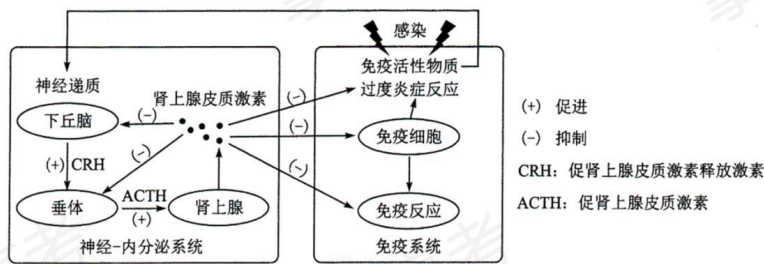 感染
免疫活性物质
过度炎症反应
神经递质
肾上腺皮质激素
(-)
下丘脑
(-)
(-)
免疫细胞
(+) CRH
(-)
(-)
垂体
ACTH
(+)
肾上腺
免疫反应
神经-内分泌系统
免疫系统
(+) 促进
(-) 抑制
CRH：促肾上腺皮质激素释放激素
ACTH：促肾上腺皮质激素